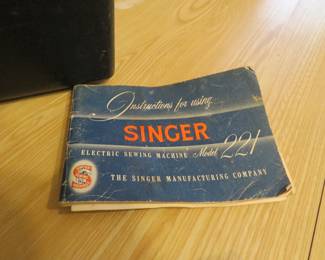 Instructions for using...
SINGER
ELECTRIC SEWING MACHINE Model 221
THE SINGER MANUFACTURING COMPANY